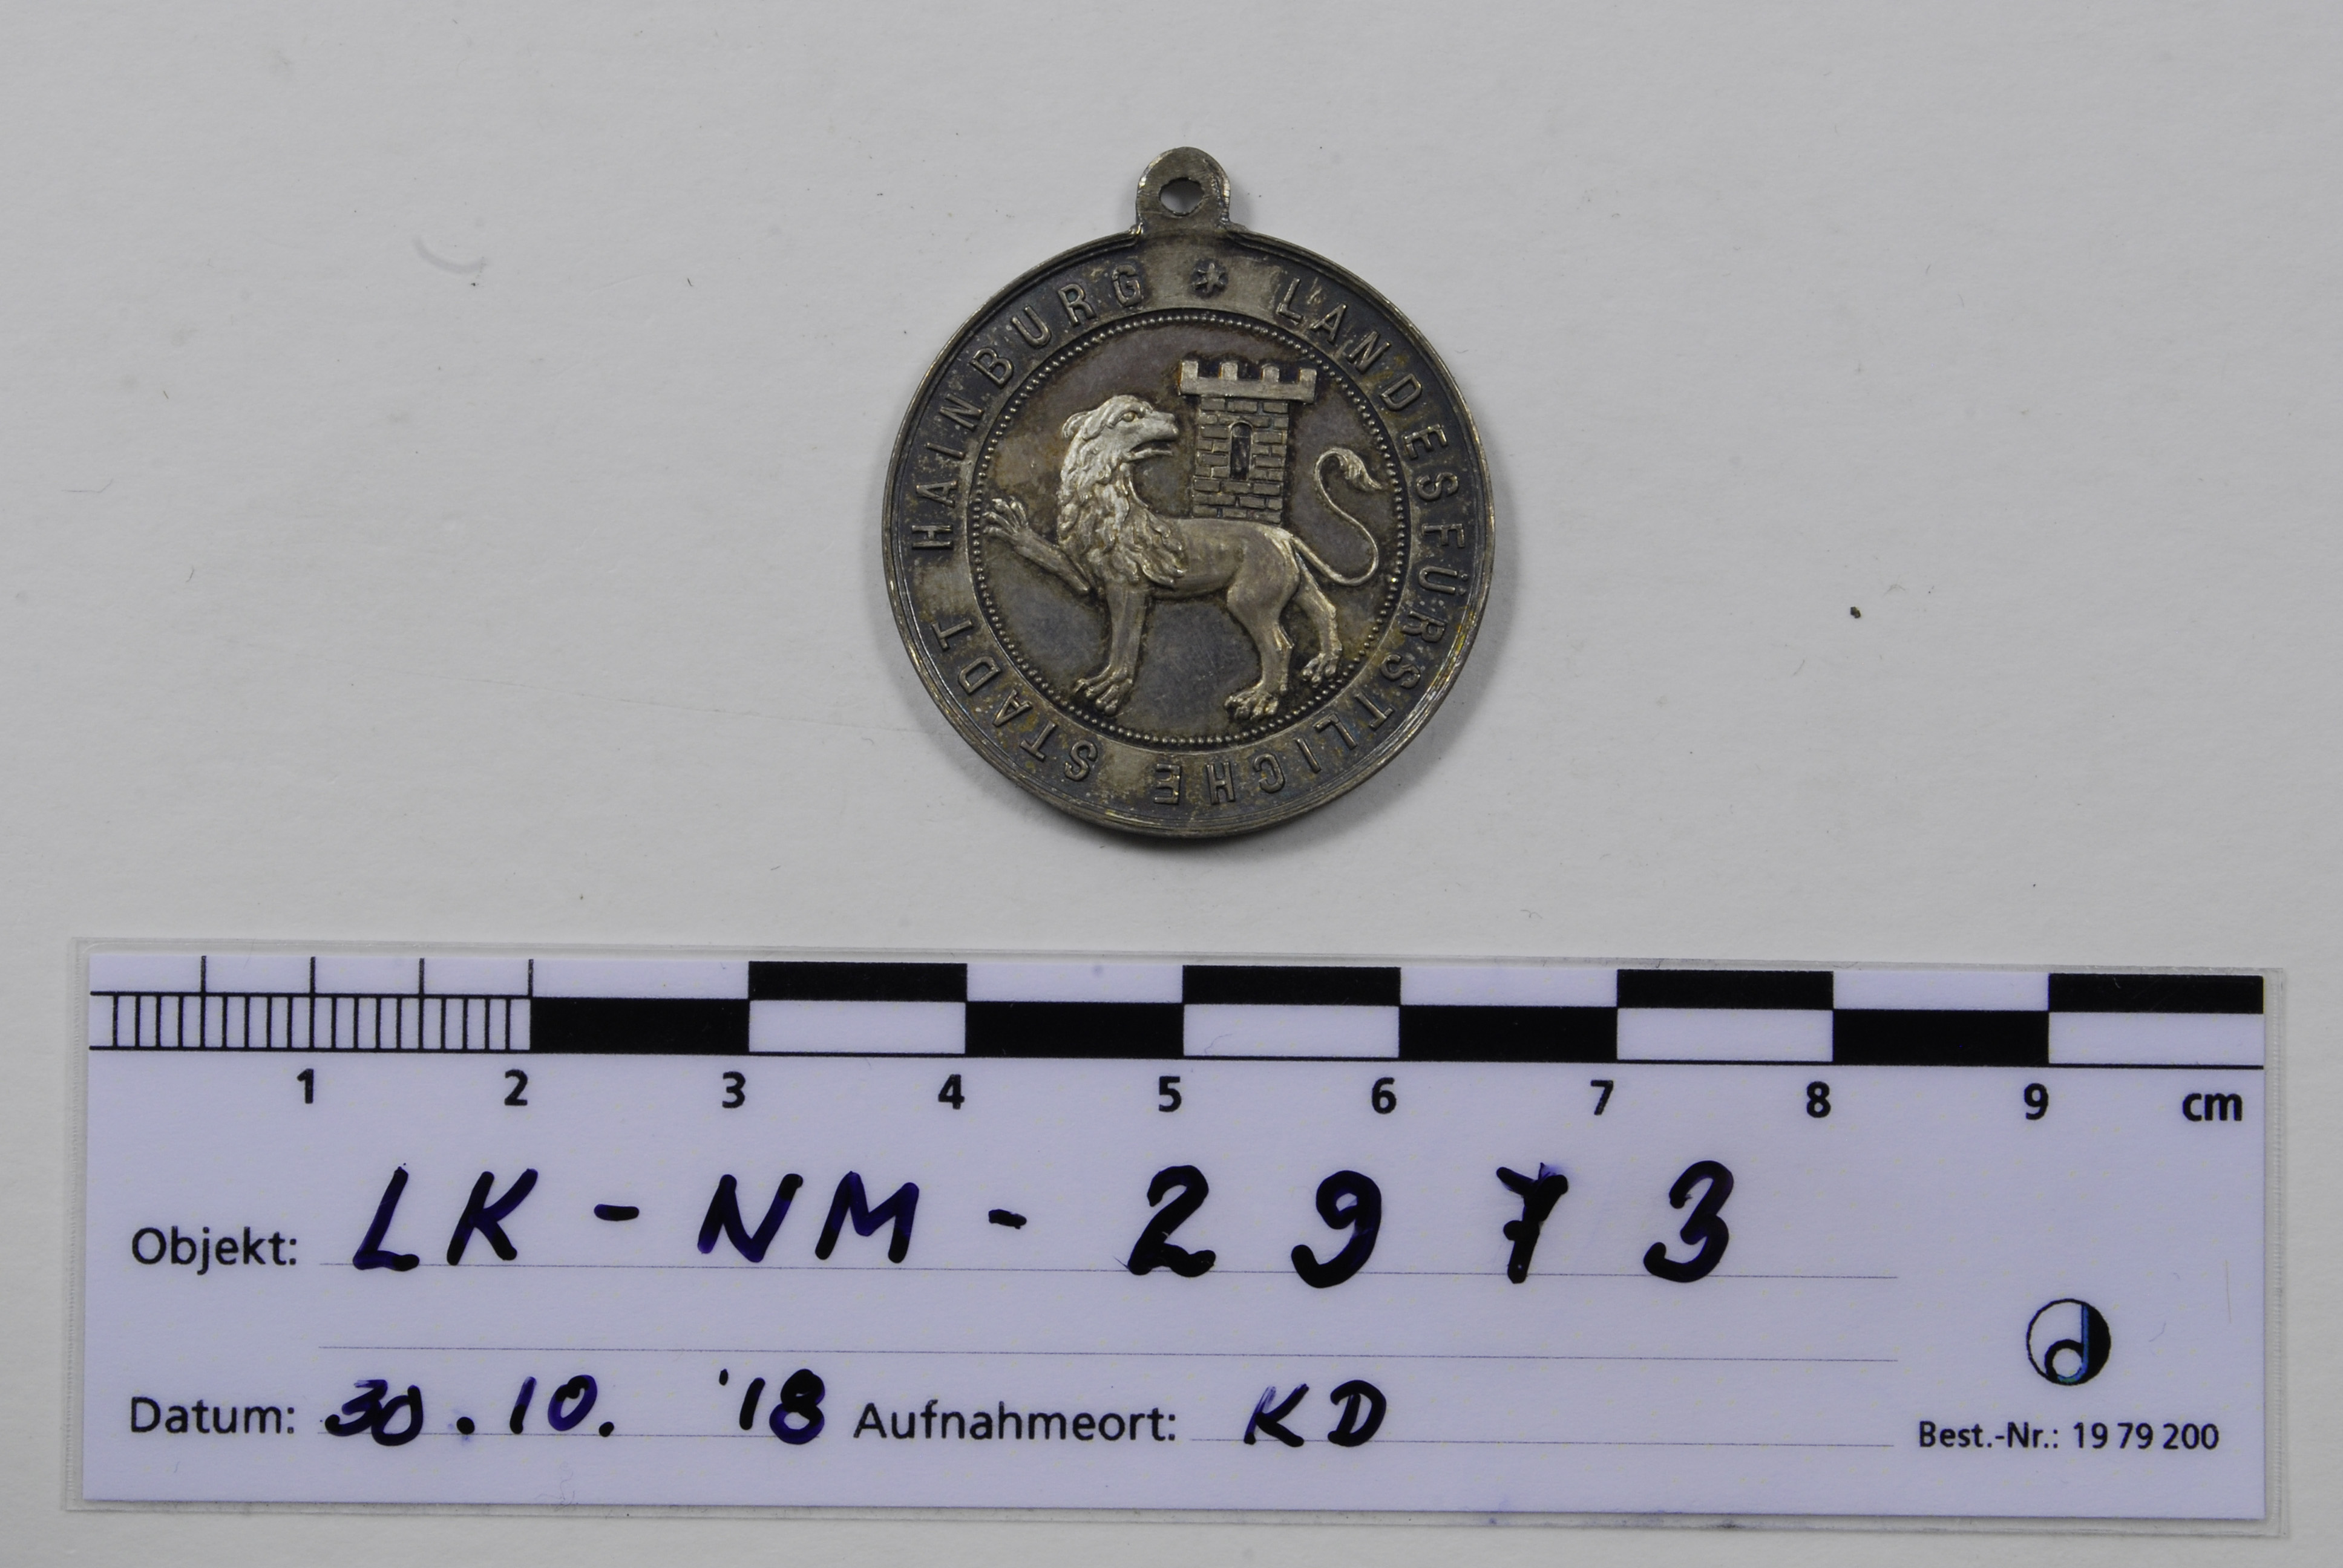 * LANDESFÜRSTLICHE STADT HAINBURG
1 2 3 4 5 6 7 8 9 cm
Objekt: LK-NM-2973
Datum: 30.10. '18 Aufnahmeort: KD
Best.-Nr.: 19 79 200